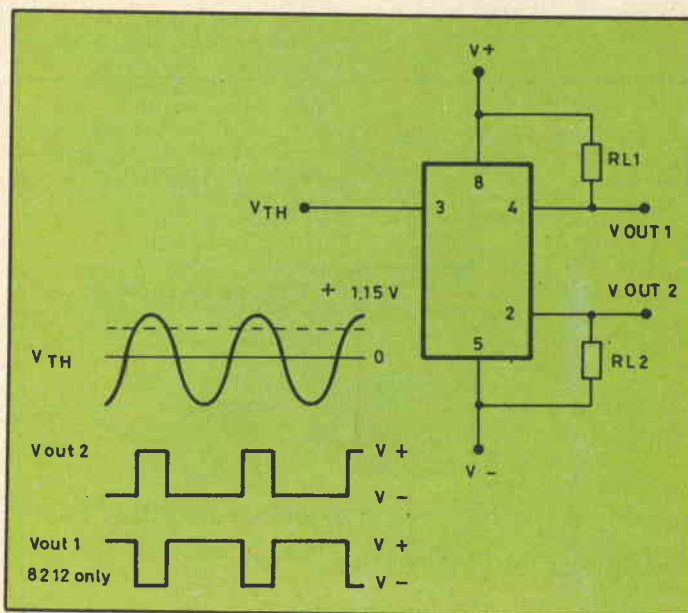 V+
8
RL1
VTH
3
4
V OUT 1
+ 1,15 V
V OUT 2
2
VTH
0
5
RL2
Vout 2
V +
V -
V -
Vout 1
V +
8212 only
V -